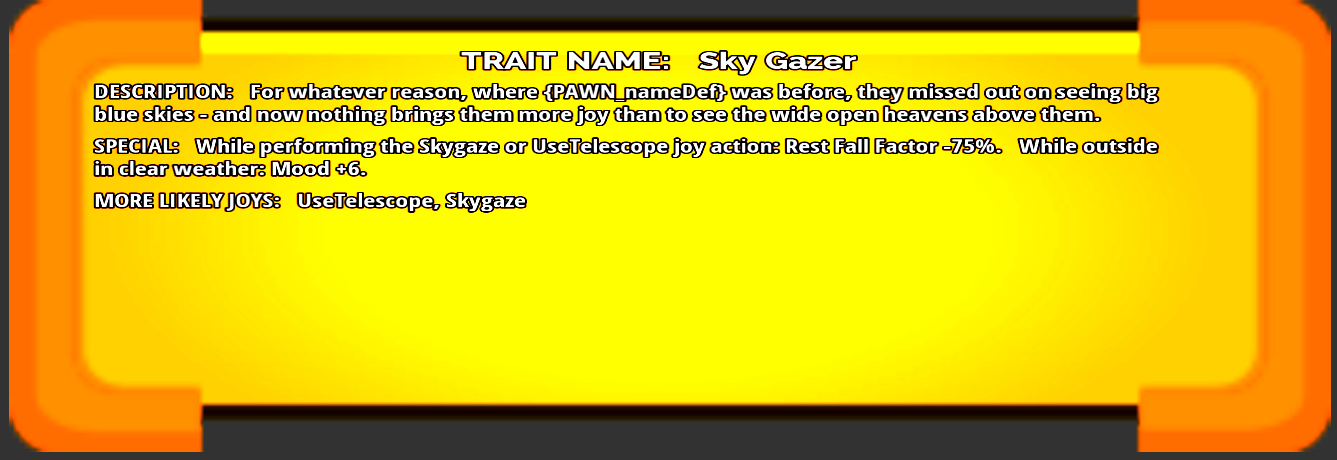 TRAIT NAME: Sky Gazer
DESCRIPTION: For whatever reason, where {PAWN_nameDef} was before, they missed out on seeing big
blue skies - and now nothing brings them more joy than to see the wide open heavens above them.
SPECIAL: While performing the Skygaze or UseTelescope joy action: Rest Fall Factor -75%. While outside
in clear weather: Mood +6.
MORE LIKELY JOYS: UseTelescope, Skygaze